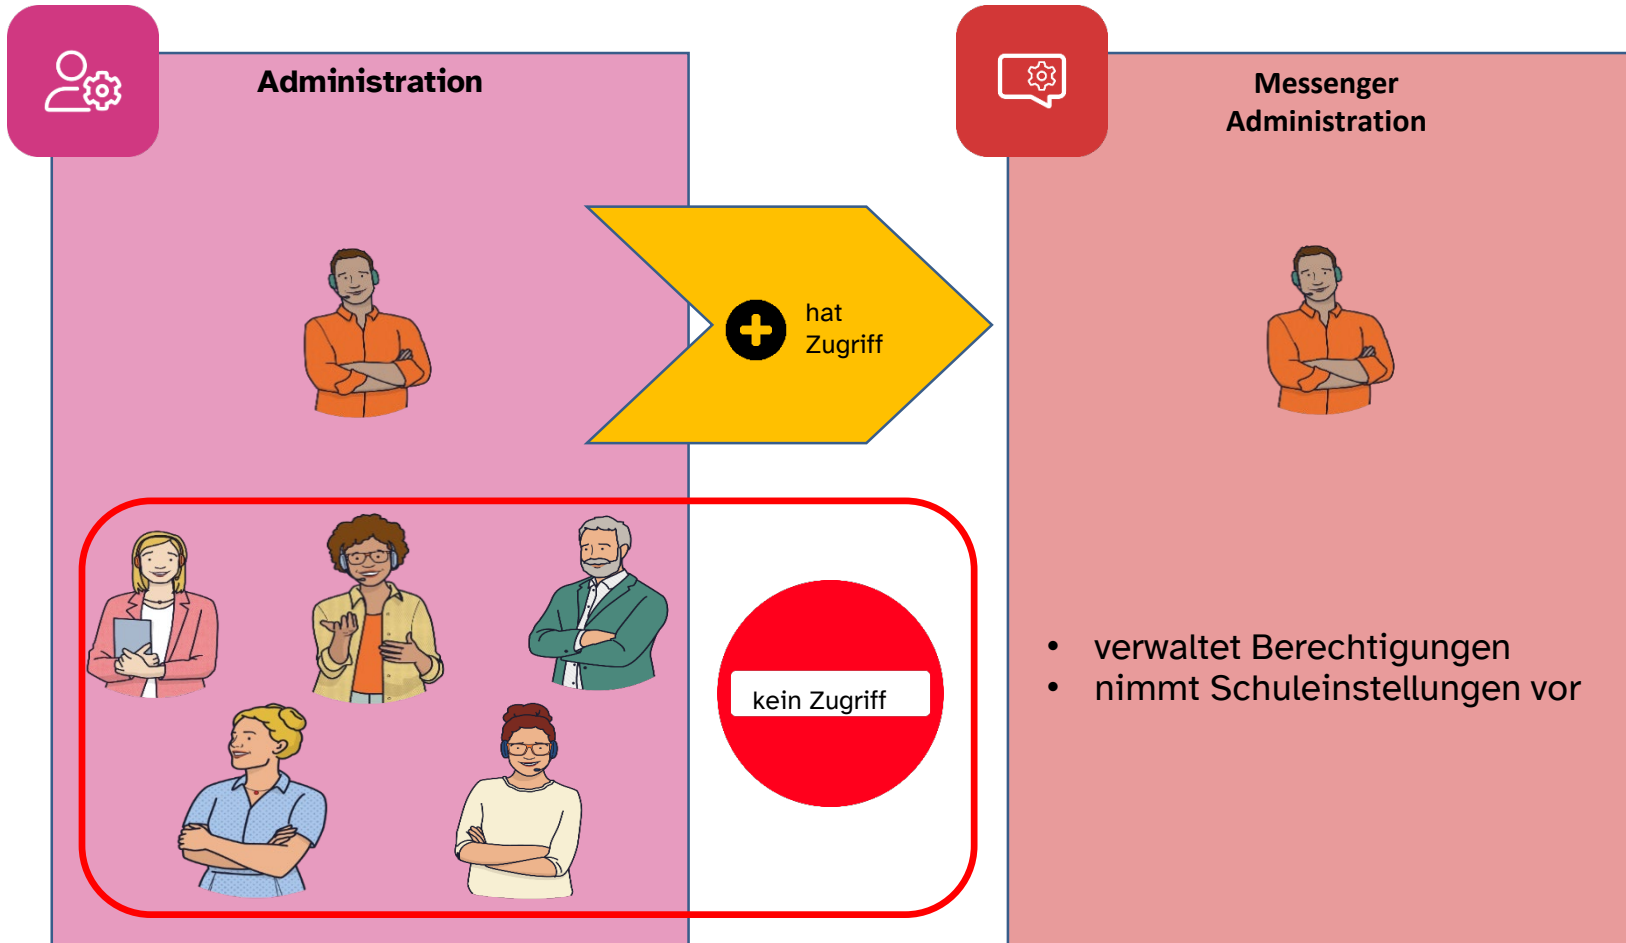 Administration
Messenger
Administration
hat
Zugriff
kein Zugriff
• verwaltet Berechtigungen
• nimmt Schuleinstellungen vor